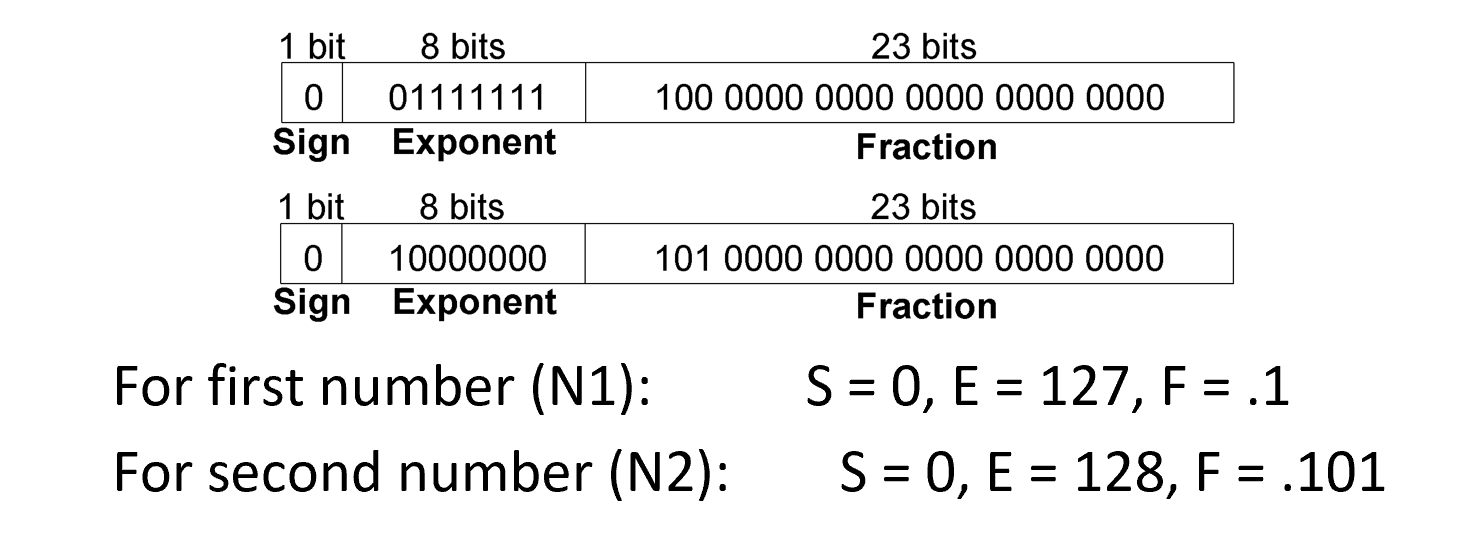 1 bit 8 bits 23 bits
0 01111111 100 0000 0000 0000 0000 0000
Sign Exponent Fraction
1 bit 8 bits 23 bits
0 10000000 101 0000 0000 0000 0000 0000
Sign Exponent Fraction
For first number (N1): S = 0, E = 127, F = .1
For second number (N2): S = 0, E = 128, F = .101